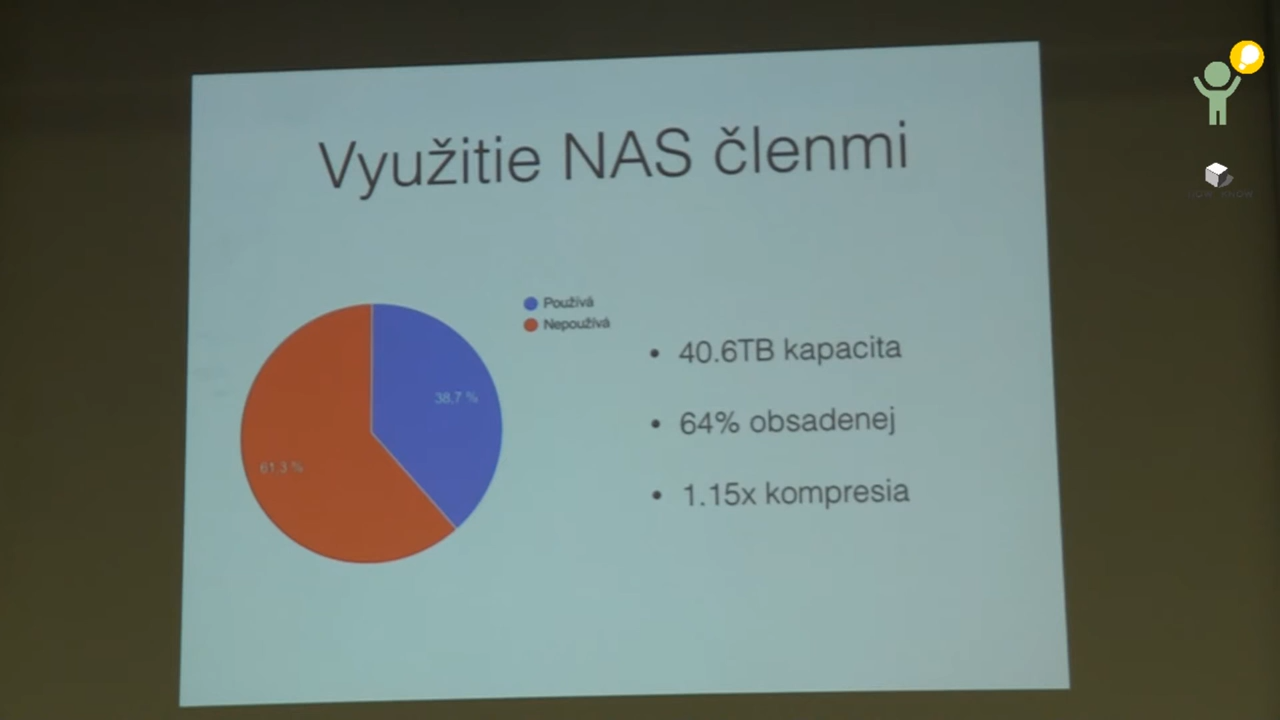 Využitie NAS členmi
Používá
Nepoužívá
38,7 %
61,3 %
• 40.6TB kapacita
• 64% obsadenej
• 1.15x kompresia